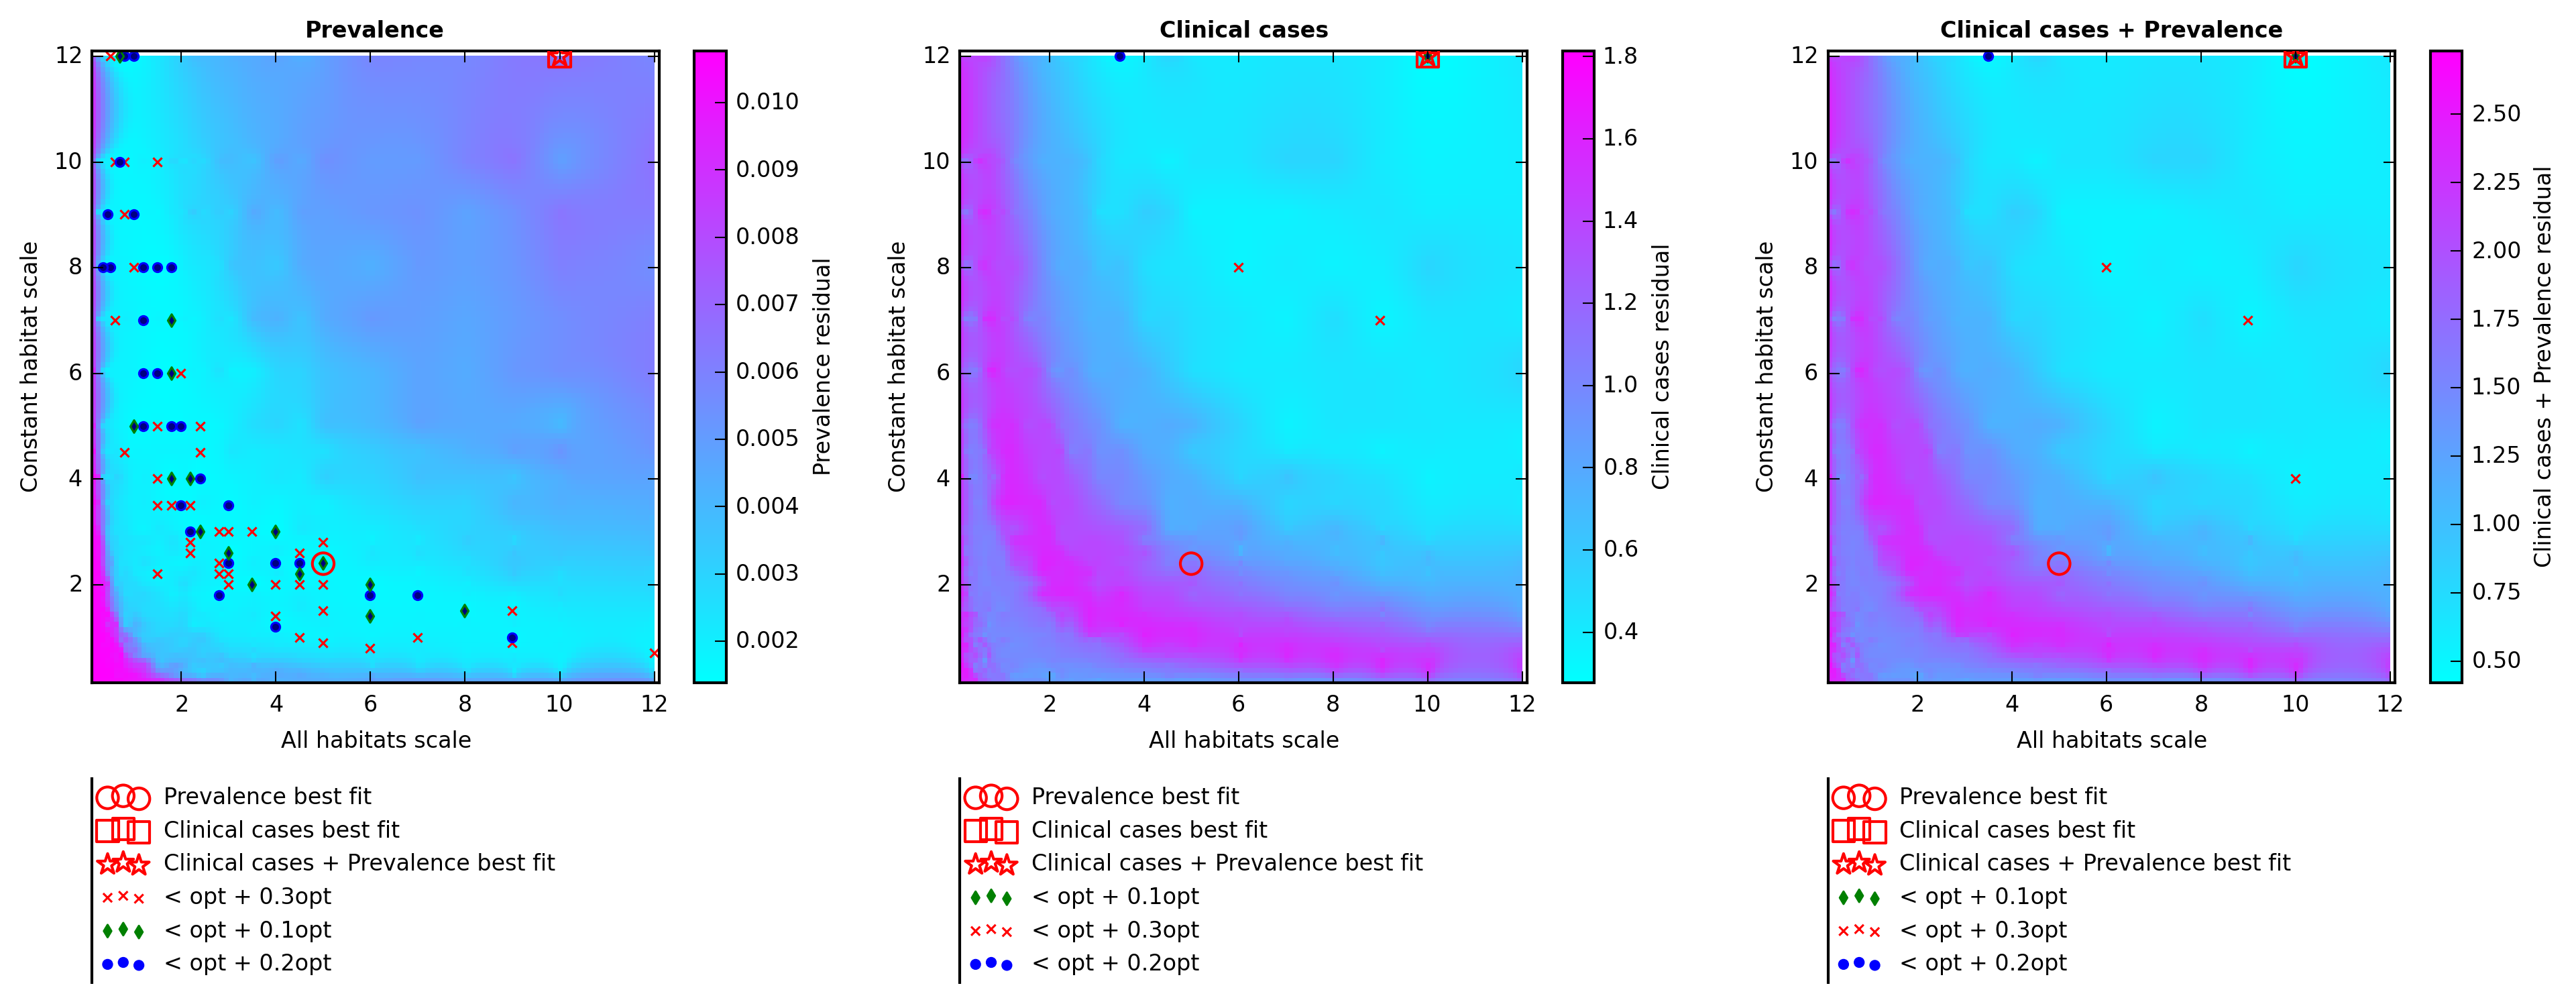 Prevalence
Constant habitat scale
12
10
8
6
4
2
2 4 6 8 10 12
All habitats scale
0.010
0.009
0.008
0.007
0.006
0.005
0.004
0.003
0.002
Prevalence residual
Prevalence best fit
Clinical cases best fit
Clinical cases + Prevalence best fit
< opt + 0.3opt
< opt + 0.1opt
< opt + 0.2opt
Clinical cases
Constant habitat scale
12
10
8
6
4
2
2 4 6 8 10 12
All habitats scale
1.8
1.6
1.4
1.2
1.0
0.8
0.6
0.4
Clinical cases residual
Prevalence best fit
Clinical cases best fit
Clinical cases + Prevalence best fit
< opt + 0.1opt
< opt + 0.3opt
< opt + 0.2opt
Clinical cases + Prevalence
Constant habitat scale
12
10
8
6
4
2
2 4 6 8 10 12
All habitats scale
2.50
2.25
2.00
1.75
1.50
1.25
1.00
0.75
0.50
Clinical cases + Prevalence residual
Prevalence best fit
Clinical cases best fit
Clinical cases + Prevalence best fit
< opt + 0.1opt
< opt + 0.3opt
< opt + 0.2opt